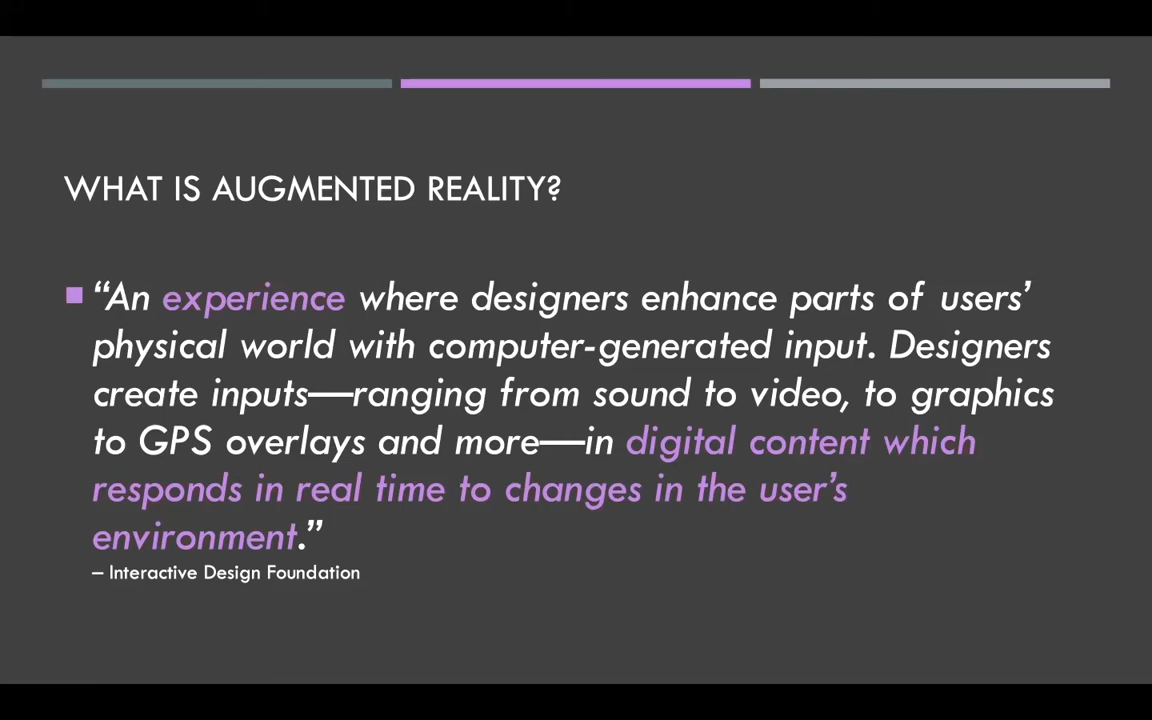 WHAT IS AUGMENTED REALITY?
“An experience where designers enhance parts of users’
physical world with computer-generated input. Designers
create inputs—ranging from sound to video, to graphics
to GPS overlays and more—in digital content which
responds in real time to changes in the user’s
environment.”
– Interactive Design Foundation